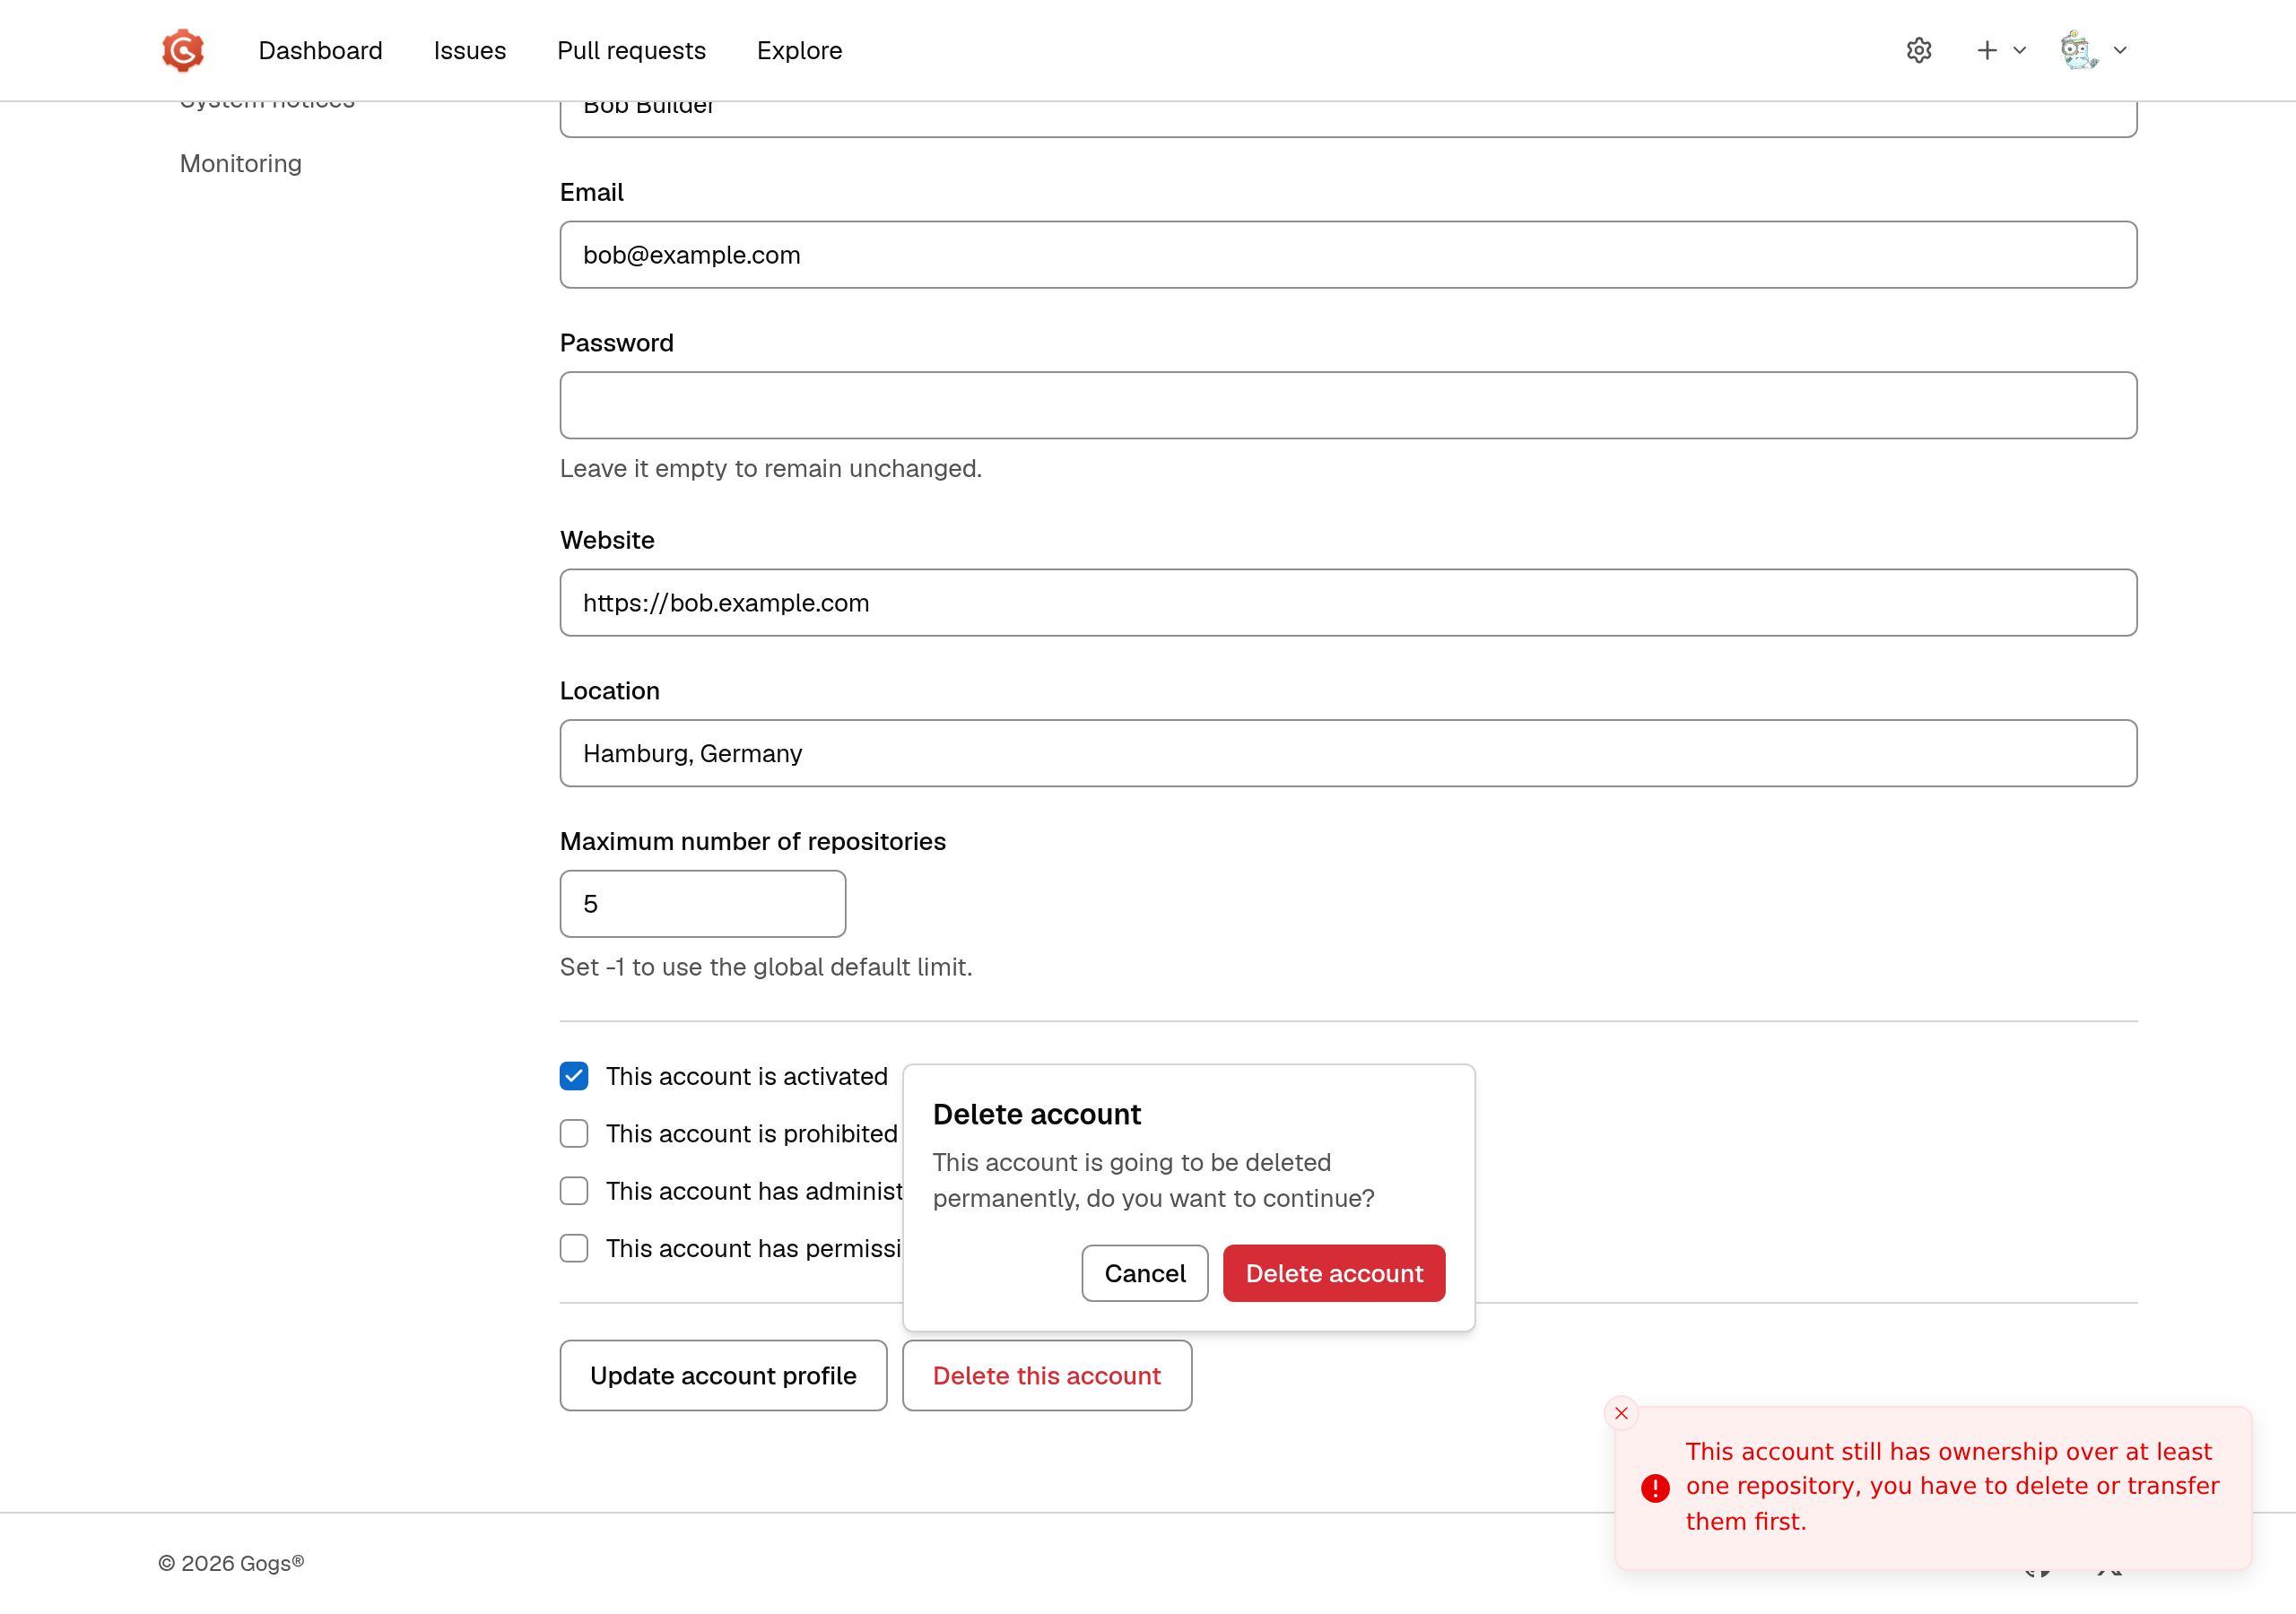 Dashboard
Issues
Pull requests
Explore
System notices
Monitoring
Bob Builder
Email
bob@example.com
Password
Leave it empty to remain unchanged.
Website
https://bob.example.com
Location
Hamburg, Germany
Maximum number of repositories
5
Set -1 to use the global default limit.
This account is activated
This account is prohibited
This account has administ
This account has permissi
Delete account
This account is going to be deleted
permanently, do you want to continue?
Cancel
Delete account
Update account profile
Delete this account
This account still has ownership over at least
one repository, you have to delete or transfer
them first.
© 2026 Gogs®